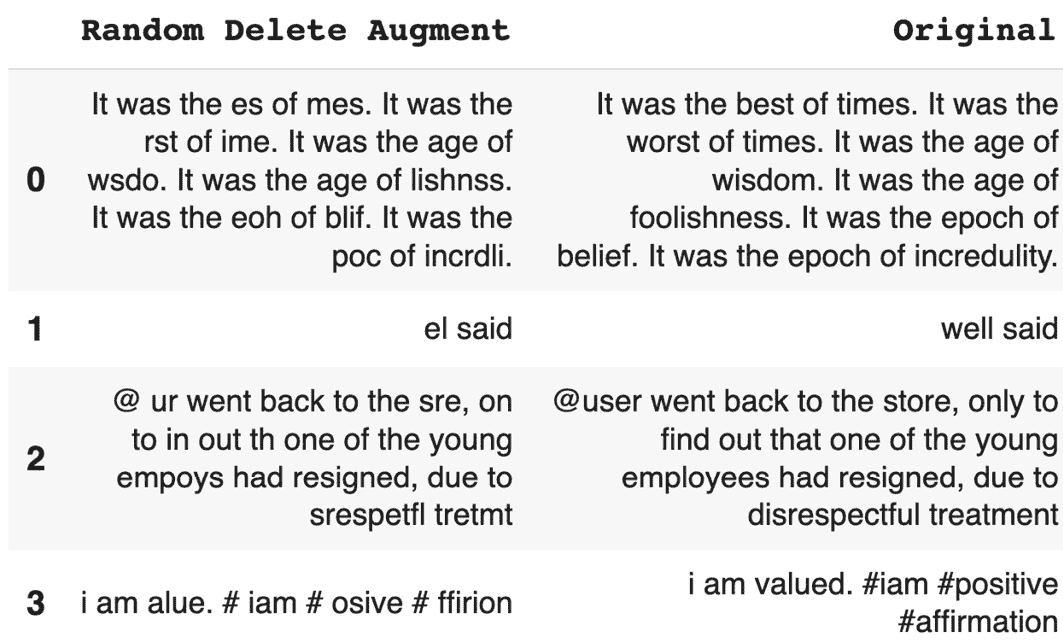 Random Delete Augment Original
0
It was the es of mes. It was the
rst of ime. It was the age of
wsdo. It was the age of lishnss.
It was the eoh of blif. It was the
poc of incrdli.
It was the best of times. It was the
worst of times. It was the age of
wisdom. It was the age of
foolishness. It was the epoch of
belief. It was the epoch of incredulity.
1
el said
well said
2
@ ur went back to the sre, on
to in out th one of the young
empoys had resigned, due to
srespetfl tretmt
@user went back to the store, only to
find out that one of the young
employees had resigned, due to
disrespectful treatment
3
i am alue. # iam # osive # ffirion
i am valued. #iam #positive
#affirmation